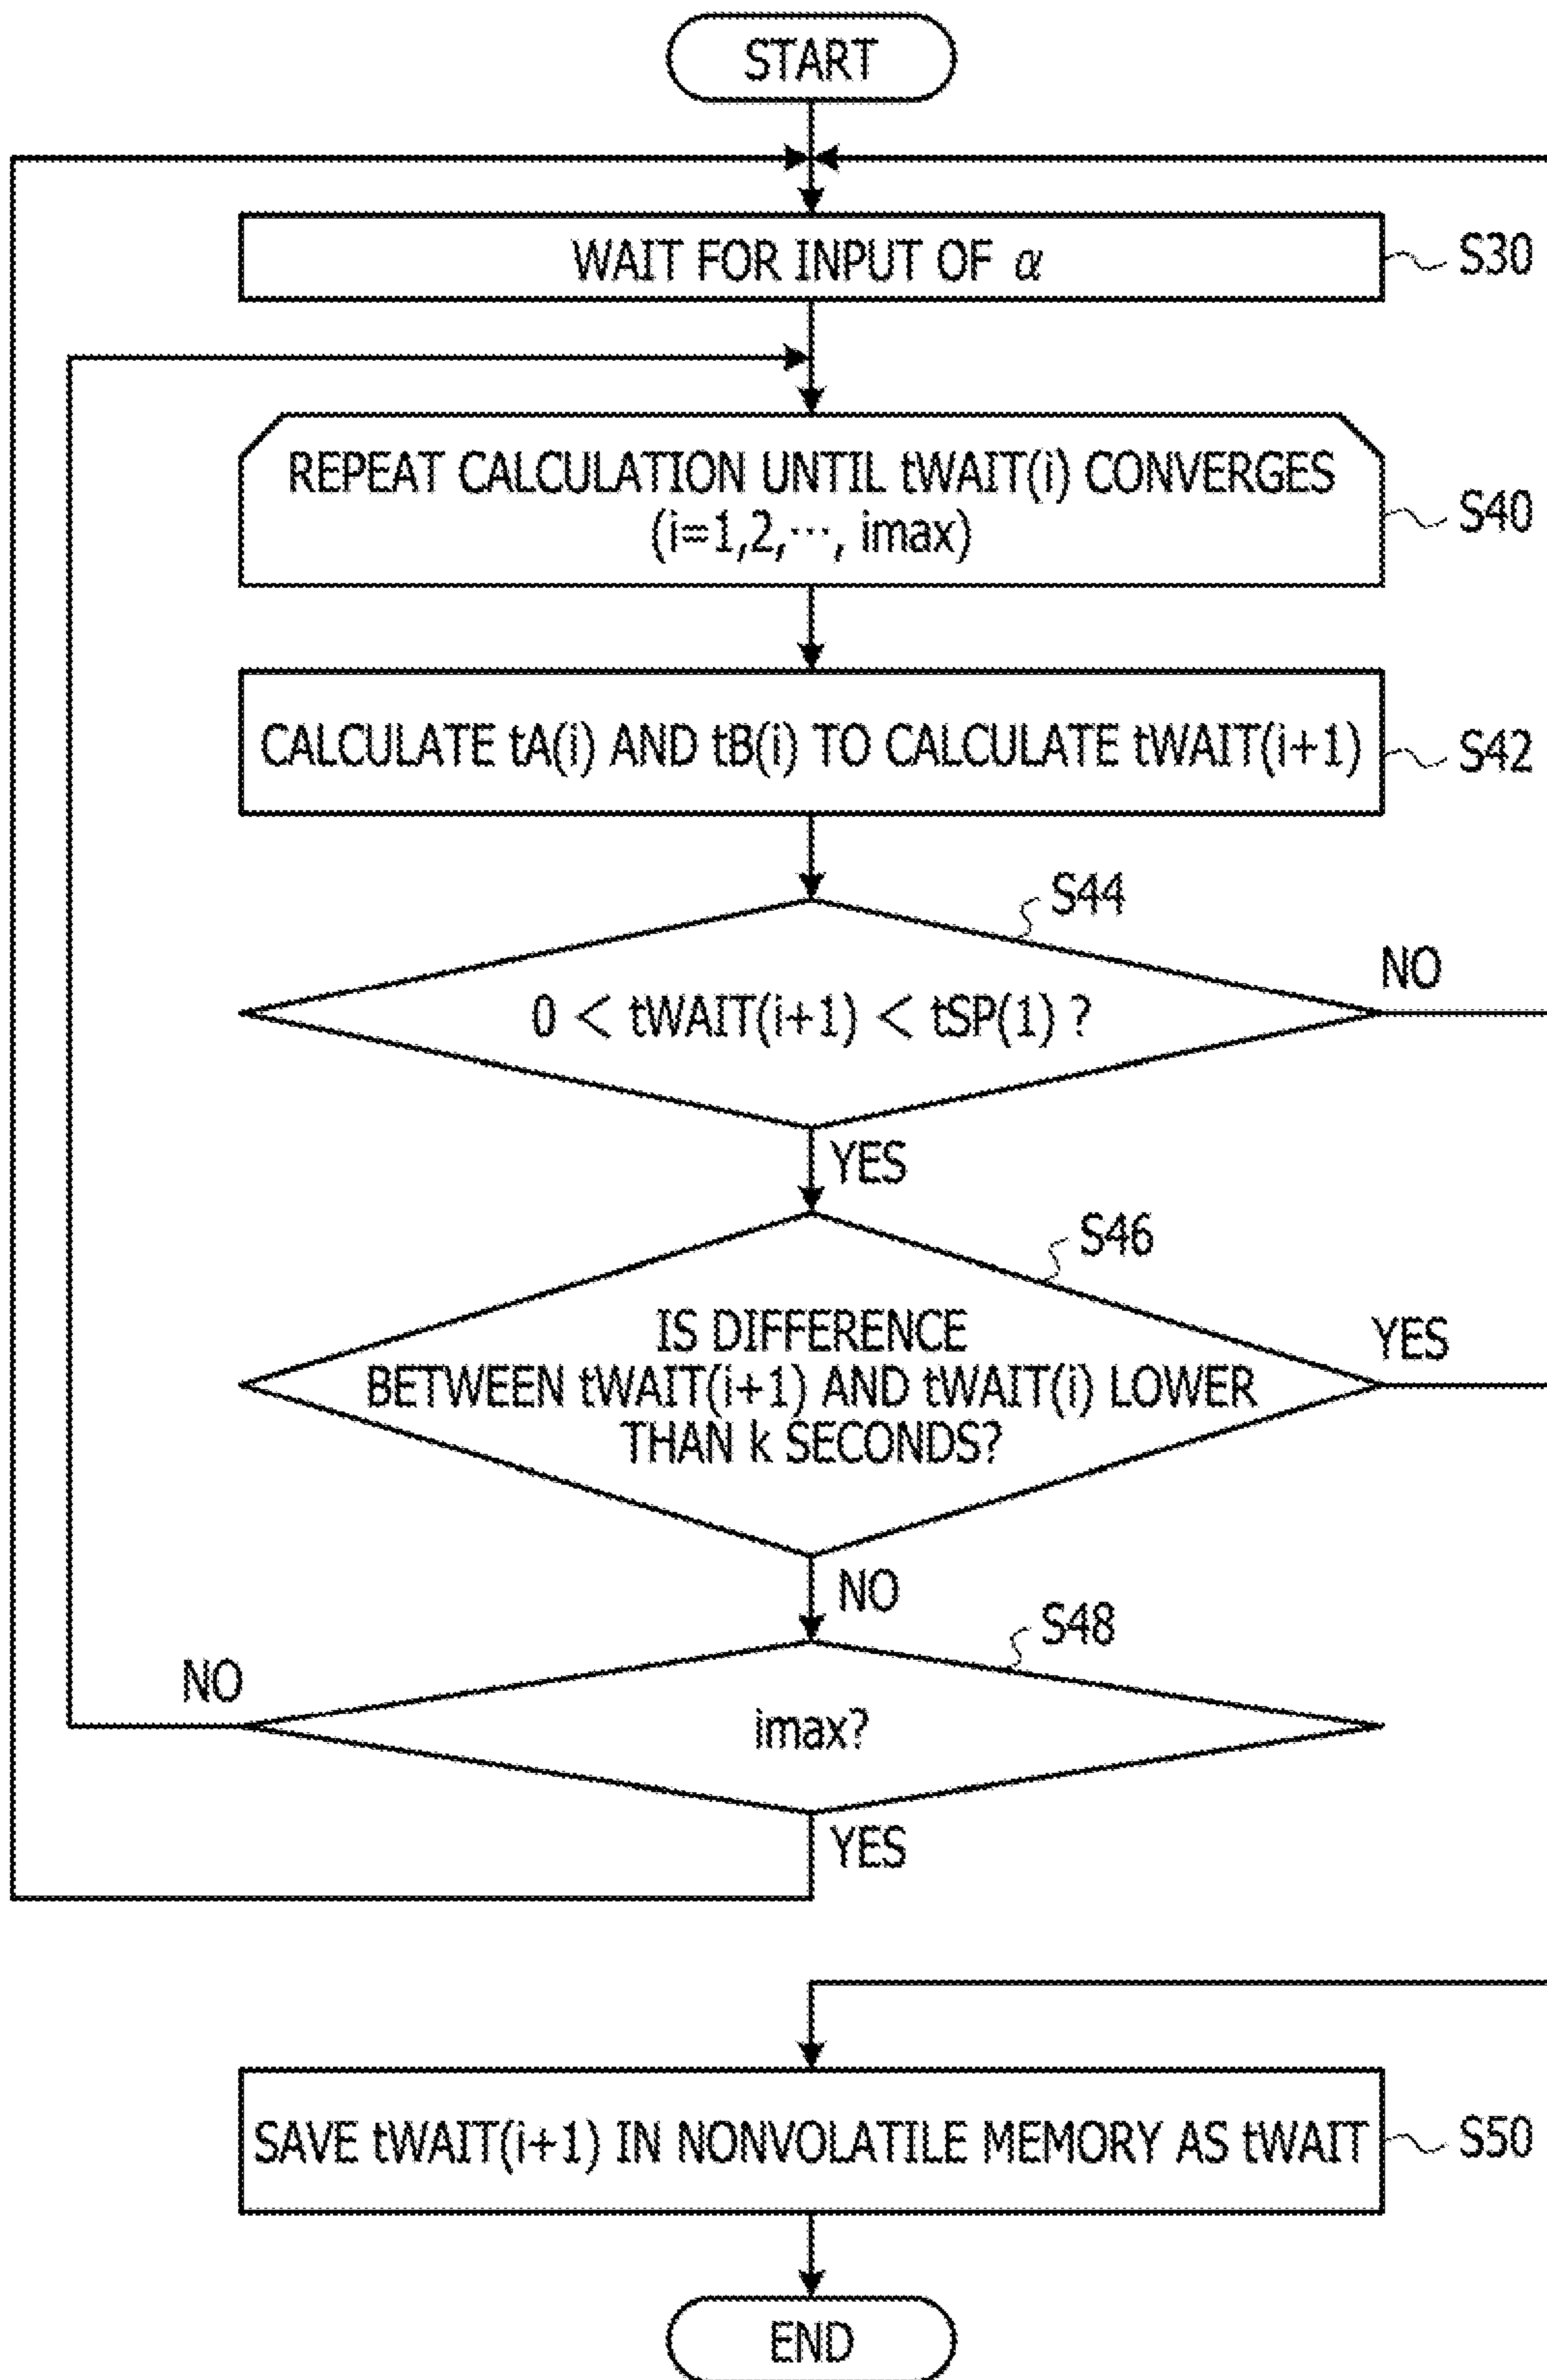 START
WAIT FOR INPUT OF α
S30
REPEAT CALCULATION UNTIL tWAIT(i) CONVERGES
(i=1,2,⋯, imax)
S40
CALCULATE tA(i) AND tB(i) TO CALCULATE tWAIT(i+1)
S42
S44
NO
0 < tWAIT(i+1) < tSP(1) ?
YES
S46
IS DIFFERENCE
YES
BETWEEN tWAIT(i+1) AND tWAIT(i) LOWER
THAN k SECONDS?
NO
S48
NO
imax?
YES
SAVE tWAIT(i+1) IN NONVOLATILE MEMORY AS tWAIT
S50
END